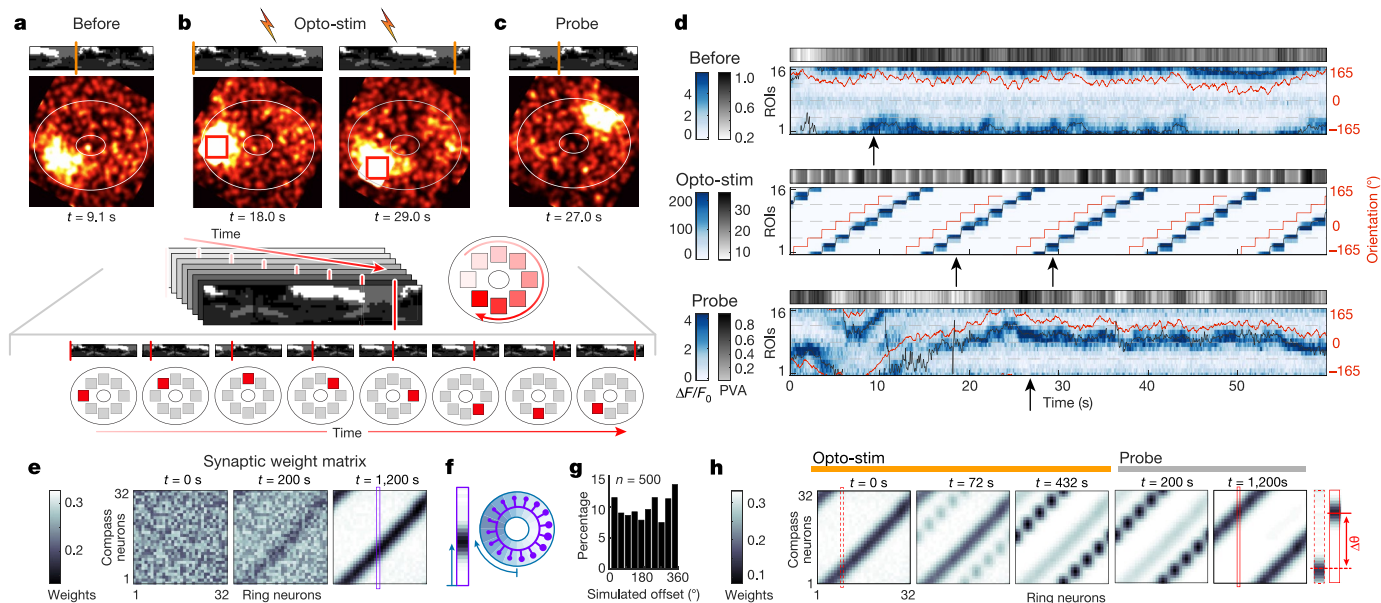 a Before
b Opto-stim
c Probe
t = 9.1 s
t = 18.0 s
t = 29.0 s
t = 27.0 s
Time
Time
d
Before
4
2
0
1.0
0.6
0.2
ROIs
16
1
165
0
−165
Opto-stim
200
100
0
30
20
10
ROIs
16
1
165
0
−165
Orientation (°)
Probe
4
2
0
0.8
0.6
0.4
0.2
0
ΔF/F0
PVA
ROIs
16
1
165
0
−165
0 10 20 30 40 50
Time (s)
e
Synaptic weight matrix
t = 0 s
t = 200 s
t = 1,200 s
0.3
0.2
Weights
Compass neurons
32
1
1 32
Ring neurons
f
g
n = 500
Percentage
15
10
5
0
0 180 360
Simulated offset (°)
h
Opto-stim
Probe
t = 0 s
t = 72 s
t = 432 s
t = 200 s
t = 1,200s
0.3
0.2
0.1
Weights
Compass neurons
32
1
1 32
Ring neurons
Δθ